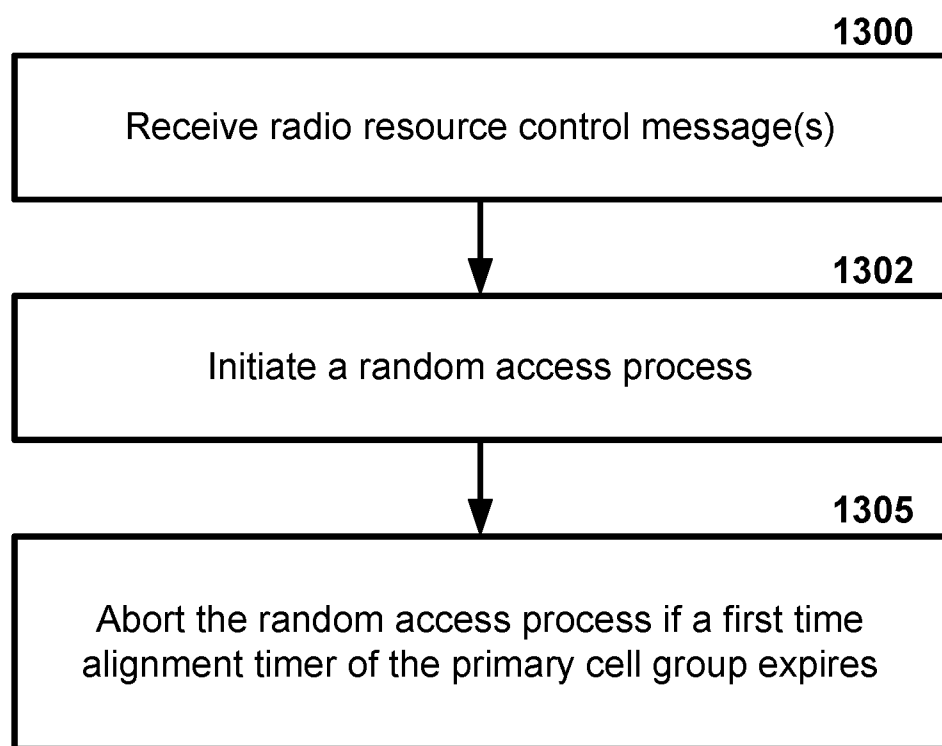 1300
Receive radio resource control message(s)
1302
Initiate a random access process
1305
Abort the random access process if a first time
alignment timer of the primary cell group expires